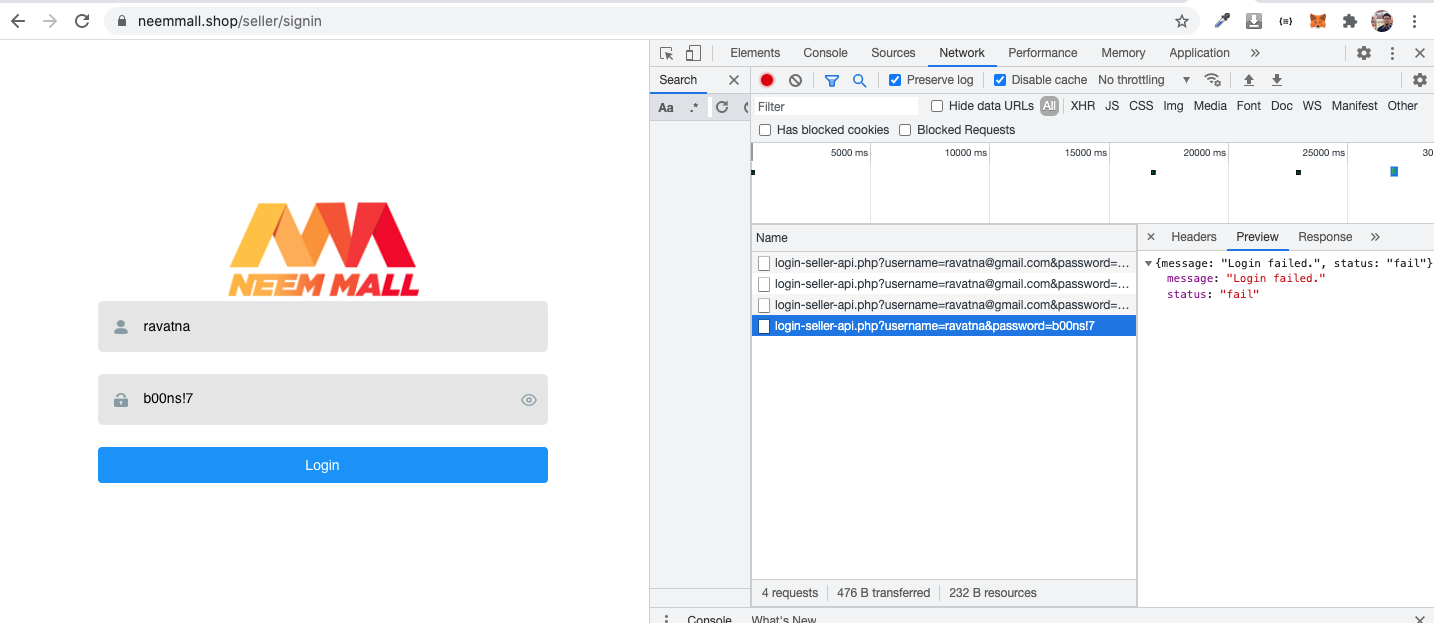 neemmall.shop/seller/signin
Elements Console Sources Network Performance Memory Application »
Search
Preserve log Disable cache No throttling
Aa .*
Filter Hide data URLs All XHR JS CSS Img Media Font Doc WS Manifest Other
Has blocked cookies Blocked Requests
5000 ms 10000 ms 15000 ms 20000 ms 25000 ms 30
NEEM MALL
ravatna
b00ns!7
Login
Name
login-seller-api.php?username=ravatna@gmail.com&password=…
login-seller-api.php?username=ravatna@gmail.com&password=…
login-seller-api.php?username=ravatna@gmail.com&password=…
login-seller-api.php?username=ravatna&password=b00ns!7
Headers Preview Response »
{message: "Login failed.", status: "fail"}
message: "Login failed."
status: "fail"
4 requests 476 B transferred 232 B resources
Console What's New